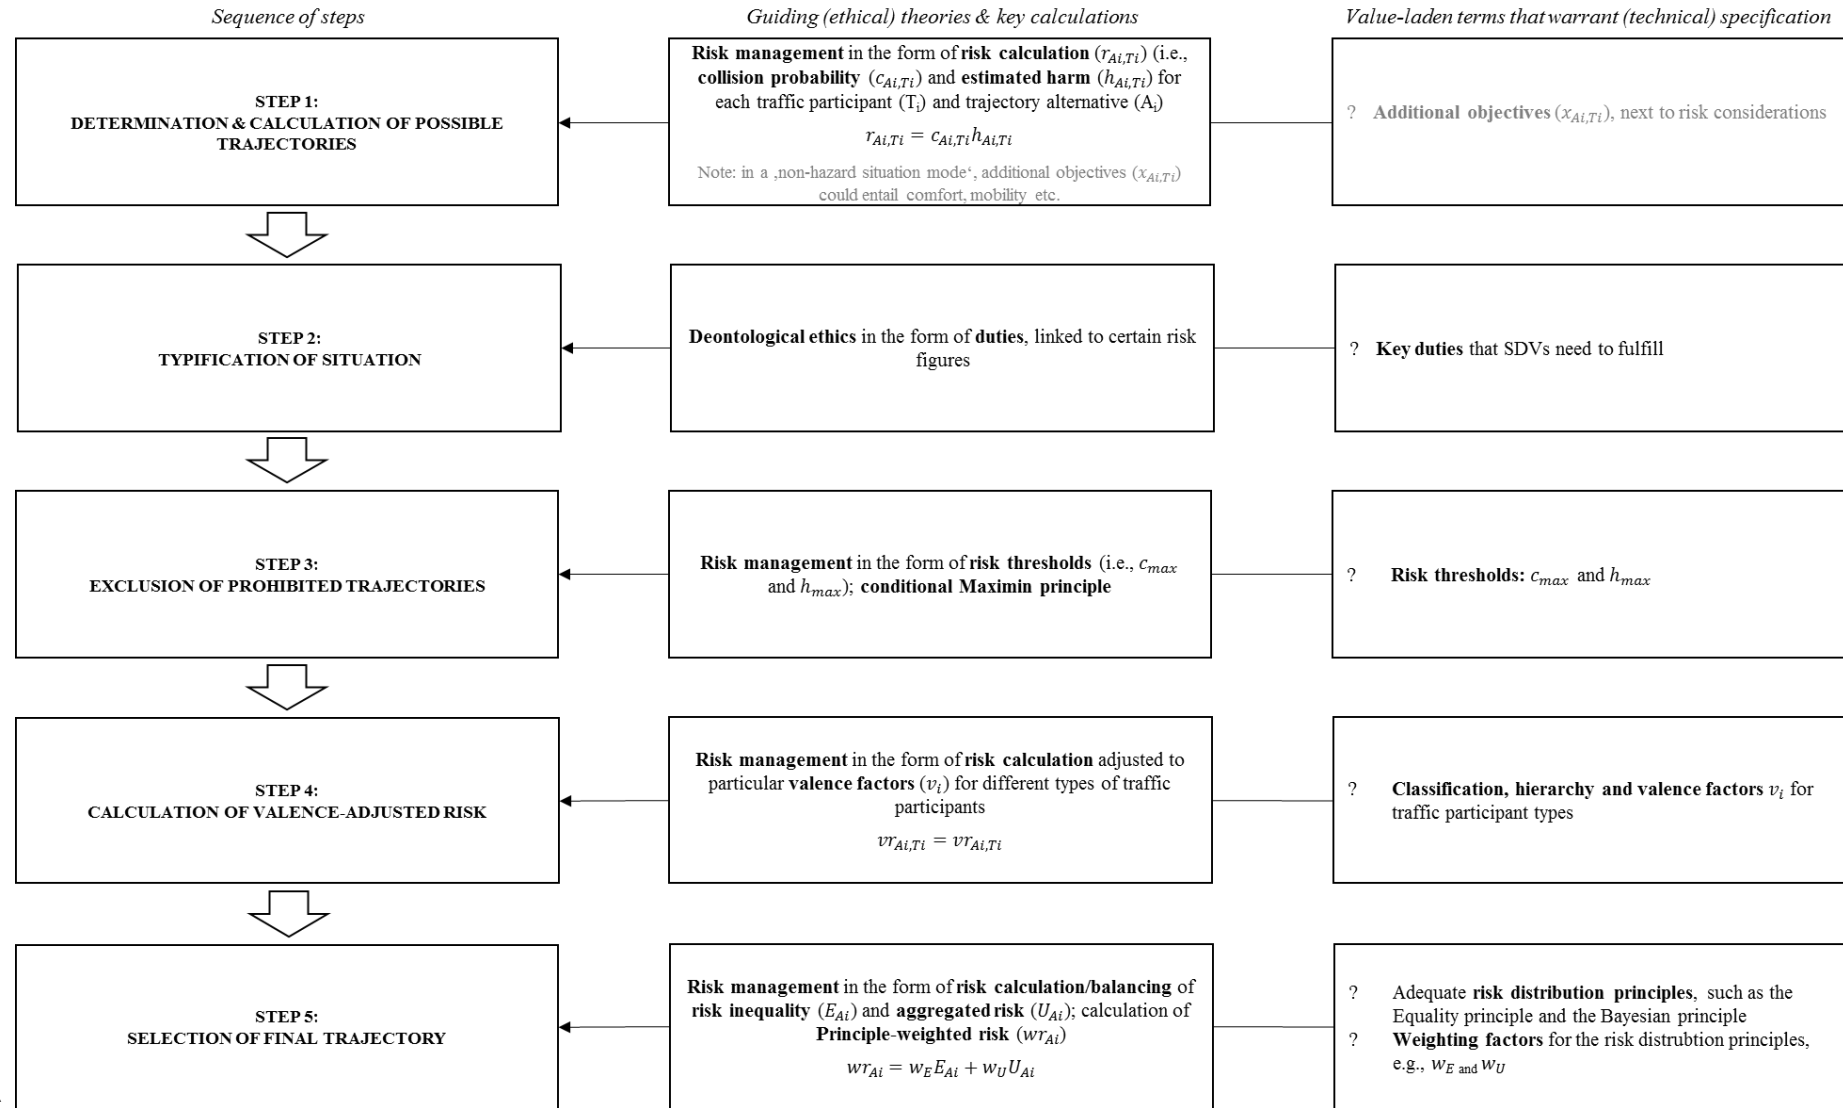 Sequence of steps
Guiding (ethical) theories & key calculations
Value-laden terms that warrant (technical) specification
STEP 1:
DETERMINATION & CALCULATION OF POSSIBLE
TRAJECTORIES
Risk management in the form of risk calculation (r_{Ai,Ti}) (i.e.,
collision probability (c_{Ai,Ti}) and estimated harm (h_{Ai,Ti}) for
each traffic participant (T_i) and trajectory alternative (A_i)
r_{Ai,Ti} = c_{Ai,Ti}h_{Ai,Ti}
Note: in a ‚non-hazard situation mode‘, additional objectives (x_{Ai,Ti})
could entail comfort, mobility etc.
? Additional objectives (x_{Ai,Ti}), next to risk considerations
STEP 2:
TYPIFICATION OF SITUATION
Deontological ethics in the form of duties, linked to certain risk
figures
? Key duties that SDVs need to fulfill
STEP 3:
EXCLUSION OF PROHIBITED TRAJECTORIES
Risk management in the form of risk thresholds (i.e., c_{max}
and h_{max}); conditional Maximin principle
? Risk thresholds: c_{max} and h_{max}
STEP 4:
CALCULATION OF VALENCE-ADJUSTED RISK
Risk management in the form of risk calculation adjusted to
particular valence factors (v_i) for different types of traffic
participants
vr_{Ai,Ti} = vr_{Ai,Ti}
? Classification, hierarchy and valence factors v_i for
traffic participant types
STEP 5:
SELECTION OF FINAL TRAJECTORY
Risk management in the form of risk calculation/balancing of
risk inequality (E_{Ai}) and aggregated risk (U_{Ai}); calculation of
Principle-weighted risk (wr_{Ai})
wr_{Ai} = w_E E_{Ai} + w_U U_{Ai}
? Adequate risk distribution principles, such as the
Equality principle and the Bayesian principle
? Weighting factors for the risk distrubtion principles,
e.g., w_E and w_U